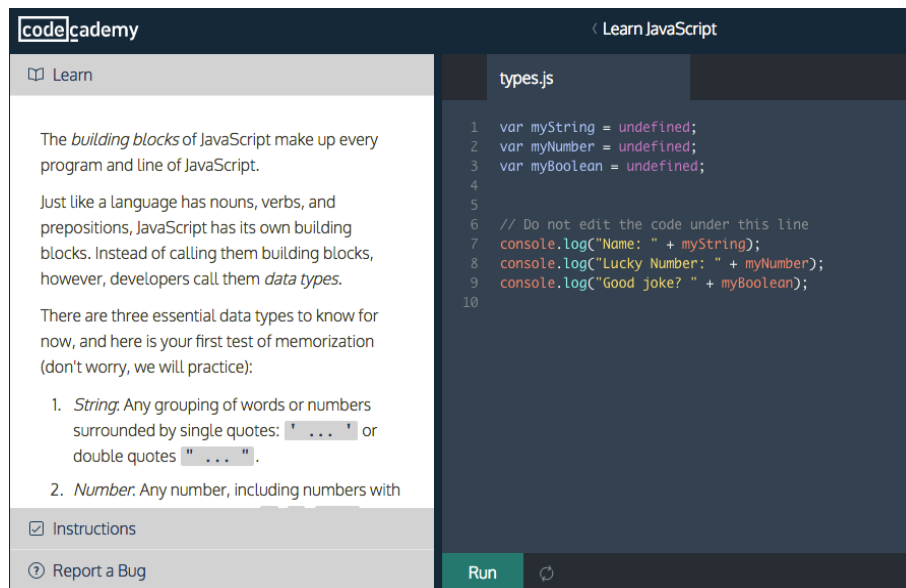 codecademy
Learn JavaScript
Learn
The building blocks of JavaScript make up every
program and line of JavaScript.
Just like a language has nouns, verbs, and
prepositions, JavaScript has its own building
blocks. Instead of calling them building blocks,
however, developers call them data types.
There are three essential data types to know for
now, and here is your first test of memorization
(don't worry, we will practice):
1. String: Any grouping of words or numbers
surrounded by single quotes: ' ... ' or
double quotes " ... ".
2. Number: Any number, including numbers with
Instructions
Report a Bug
types.js
1 var myString = undefined;
2 var myNumber = undefined;
3 var myBoolean = undefined;
4
5
6 // Do not edit the code under this line
7 console.log("Name: " + myString);
8 console.log("Lucky Number: " + myNumber);
9 console.log("Good joke? " + myBoolean);
10
Run